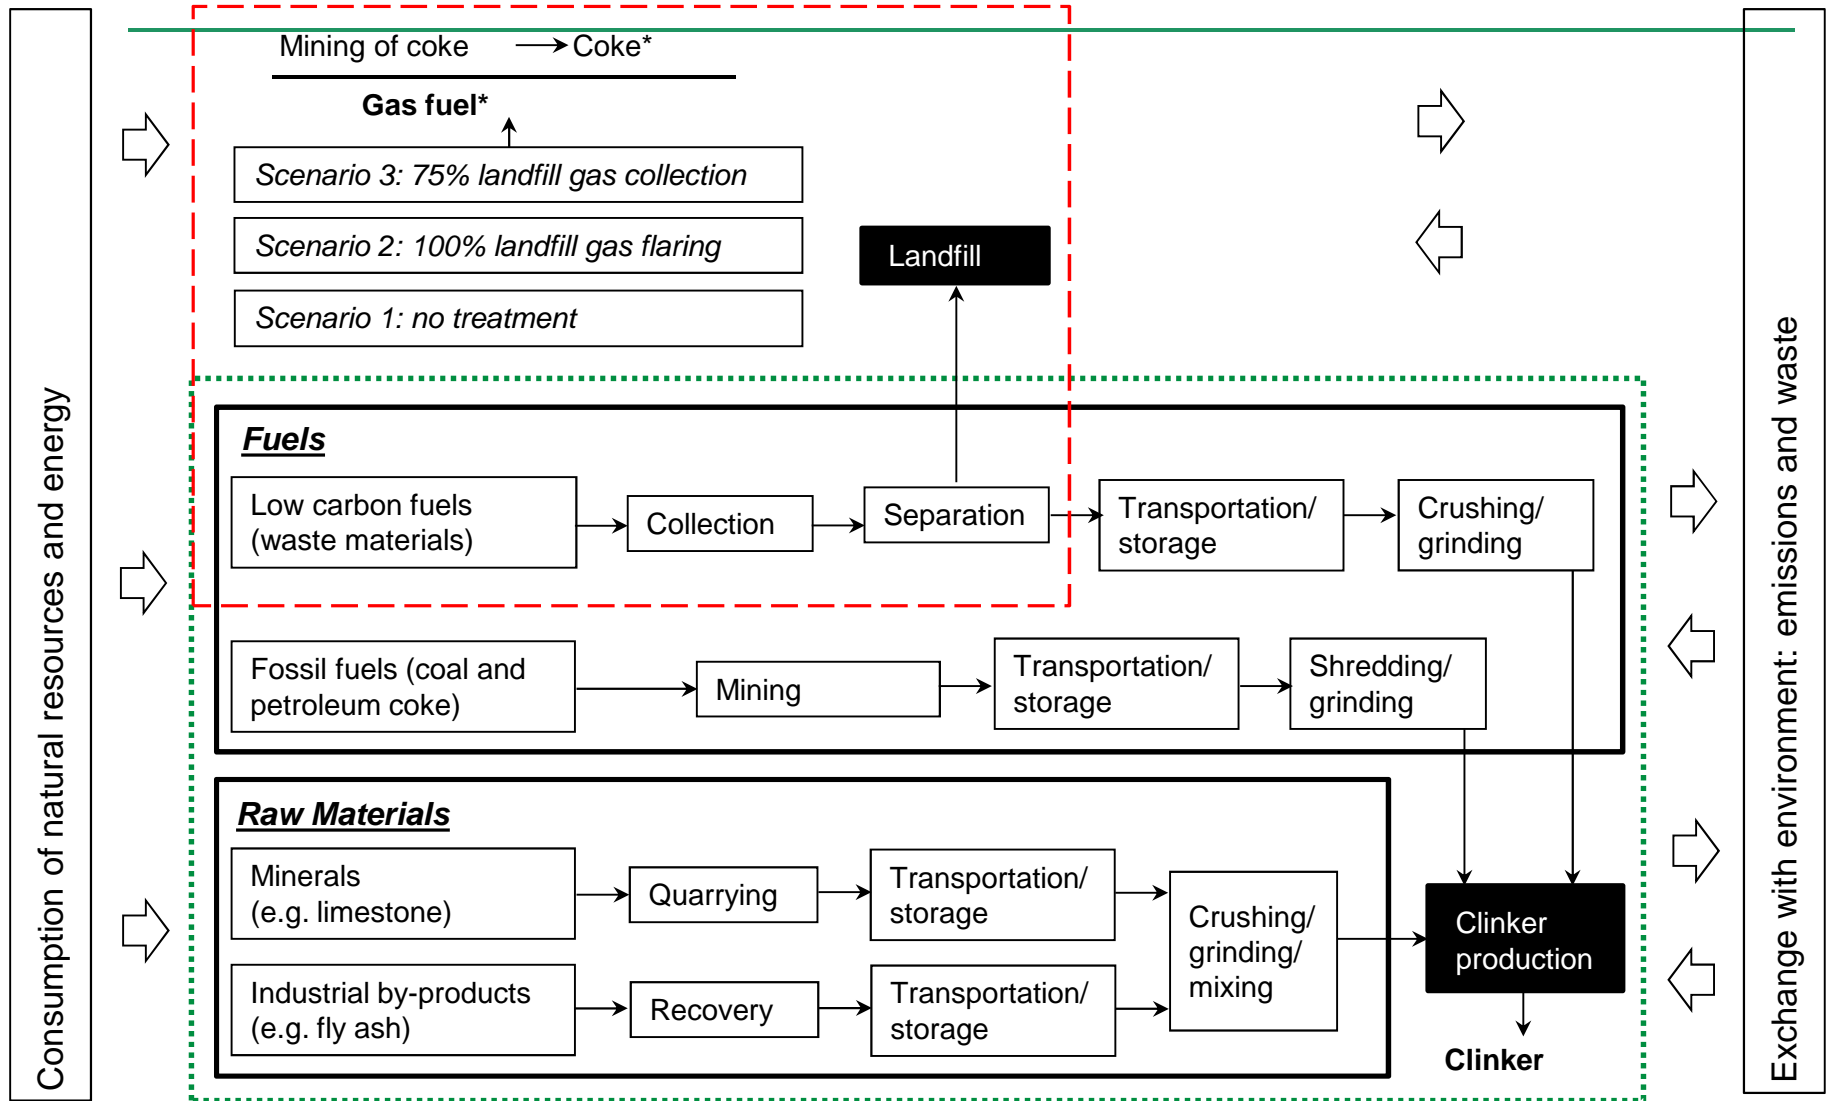 Consumption of natural resources and energy
Mining of coke
Coke*
Gas fuel*
Scenario 3: 75% landfill gas collection
Scenario 2: 100% landfill gas flaring
Scenario 1: no treatment
Landfill
Fuels
Low carbon fuels
(waste materials)
Collection
Separation
Transportation/
storage
Crushing/
grinding
Fossil fuels (coal and
petroleum coke)
Mining
Transportation/
storage
Shredding/
grinding
Raw Materials
Minerals
(e.g. limestone)
Quarrying
Transportation/
storage
Crushing/
grinding/
mixing
Industrial by-products
(e.g. fly ash)
Recovery
Transportation/
storage
Clinker
production
Clinker
Exchange with environment: emissions and waste